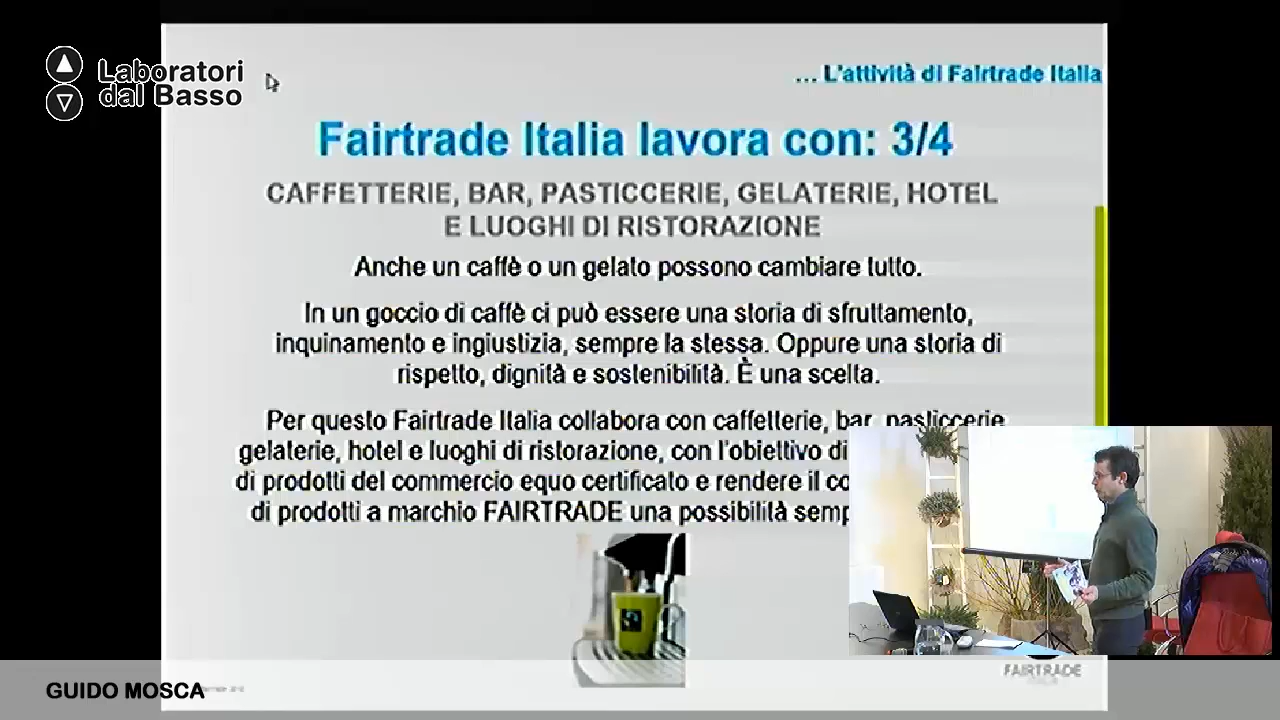 Laboratori
dal Basso
... L'attività di Fairtrade Italia
Fairtrade Italia lavora con: 3/4
CAFFETTERIE, BAR, PASTICCERIE, GELATERIE, HOTEL
E LUOGHI DI RISTORAZIONE
Anche un caffè o un gelato possono cambiare tutto.
In un goccio di caffè ci può essere una storia di sfruttamento,
inquinamento e ingiustizia, sempre la stessa. Oppure una storia di
rispetto, dignità e sostenibilità. È una scelta.
Per questo Fairtrade Italia collabora con caffetterie, bar, pasticcerie
gelaterie, hotel e luoghi di ristorazione, con l'obiettivo di
di prodotti del commercio equo certificato e rendere il
di prodotti a marchio FAIRTRADE una possibilità
FAIRTRADE
GUIDO MOSCA